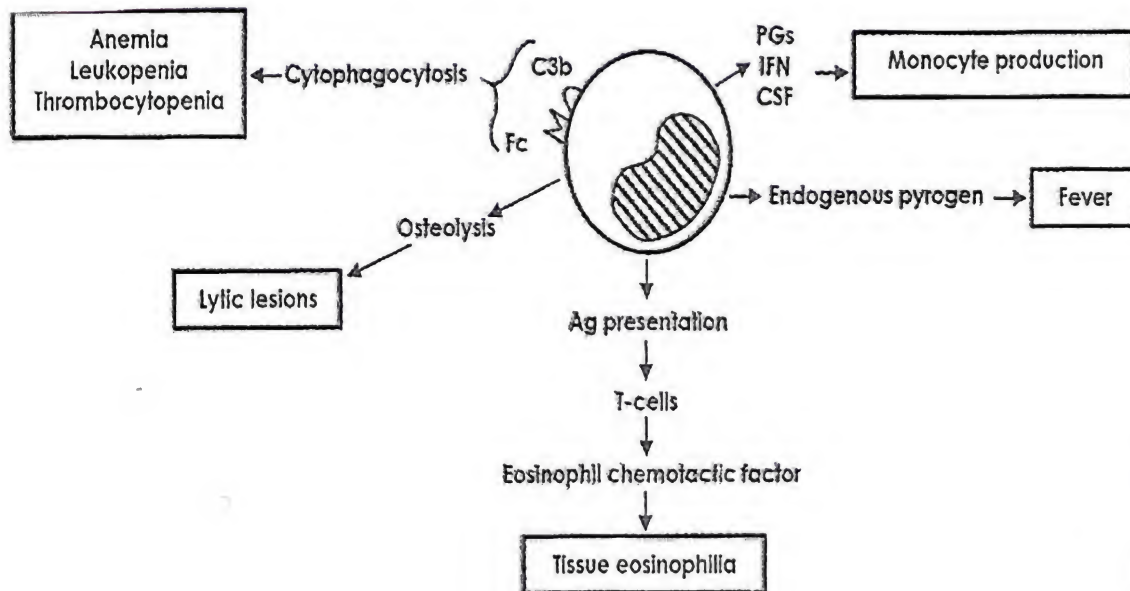 Anemia
Leukopenia
Thrombocytopenia
Cytophagocytosis
C3b
Fc
PGs
IFN
CSF
Monocyte production
Endogenous pyrogen
Fever
Osteolysis
Lytic lesions
Ag presentation
T-cells
Eosinophil chemotactic factor
Tissue eosinophilia